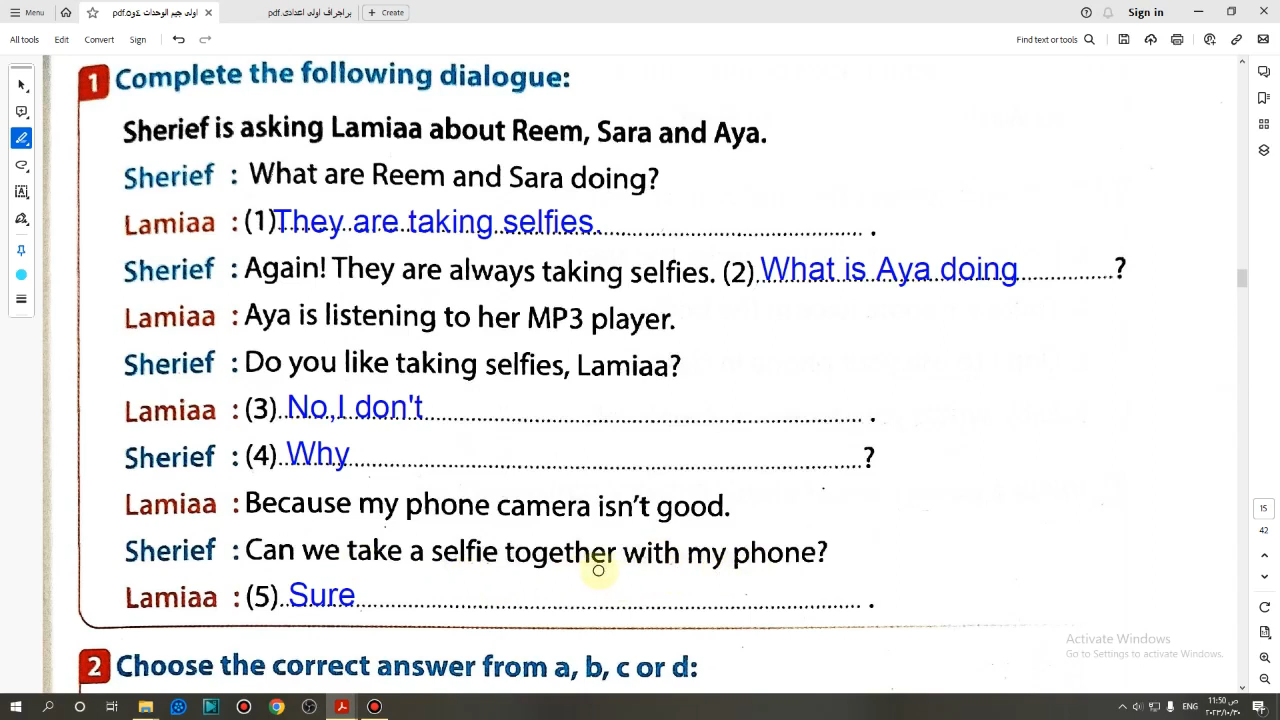 Menu
اولى جيم الوحدات ٤و٥.pdf
براجراف اولى اعدادى.pdf
Create
Sign in
All tools
Edit
Convert
Sign
Find text or tools
1 Complete the following dialogue:
Sherief is asking Lamiaa about Reem, Sara and Aya.
Sherief : What are Reem and Sara doing?
Lamiaa : (1) They are taking selfies. .
Sherief : Again! They are always taking selfies. (2) What is Aya doing ?
Lamiaa : Aya is listening to her MP3 player.
Sherief : Do you like taking selfies, Lamiaa?
Lamiaa : (3) No,I don't .
Sherief : (4) Why ?
Lamiaa : Because my phone camera isn't good.
Sherief : Can we take a selfie together with my phone?
Lamiaa : (5) Sure .
2 Choose the correct answer from a, b, c or d:
15
42
Activate Windows
Go to Settings to activate Windows.
ENG
11:50 ص
٢٠٢٣/١٠/٣٠